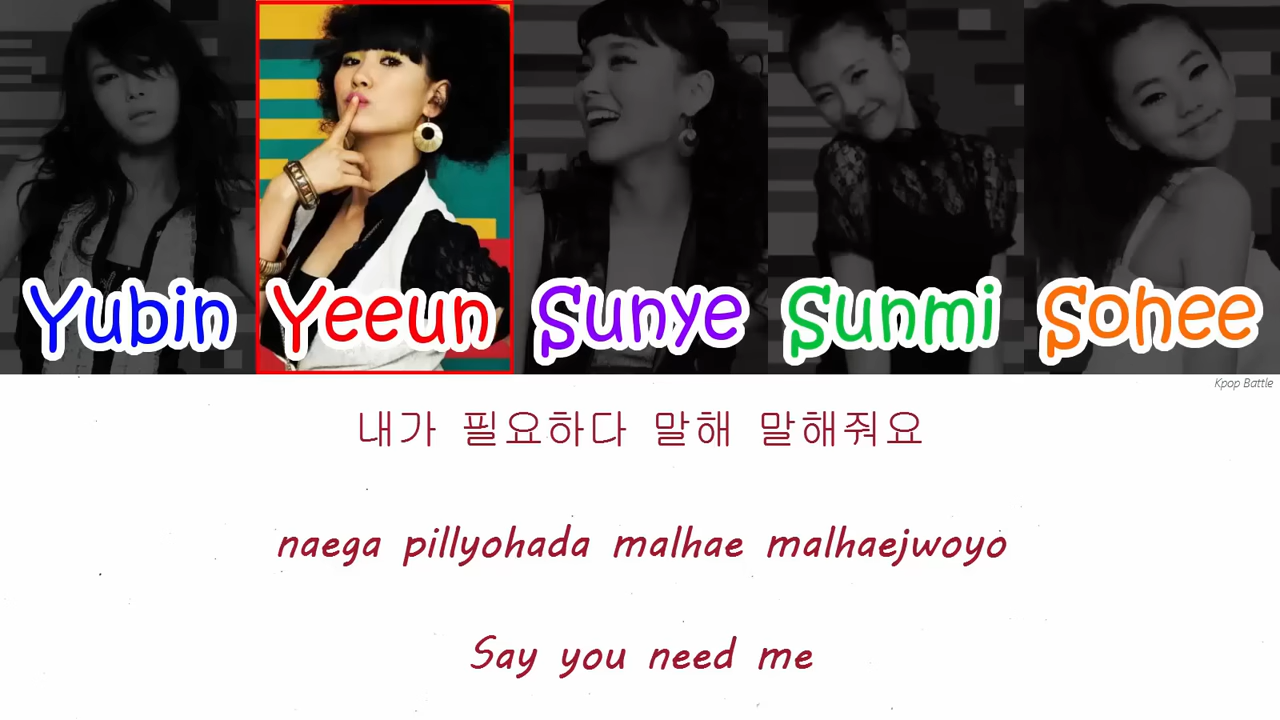 Yubin Yeeun Sunye Sunmi Sohee
Kpop Battle
내가 필요하다 말해 말해줘요
naega pillyohada malhae malhaejwoyo
Say you need me